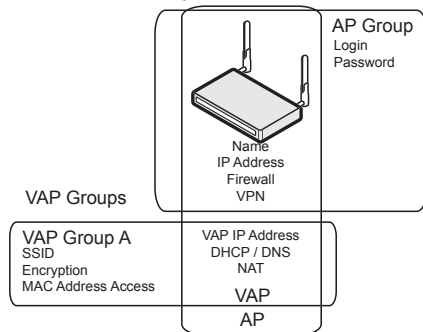 AP Group
Login
Password
Name
IP Address
Firewall
VPN
VAP Groups
VAP Group A
SSID
Encryption
MAC Address Access
VAP IP Address
DHCP / DNS
NAT
VAP
AP